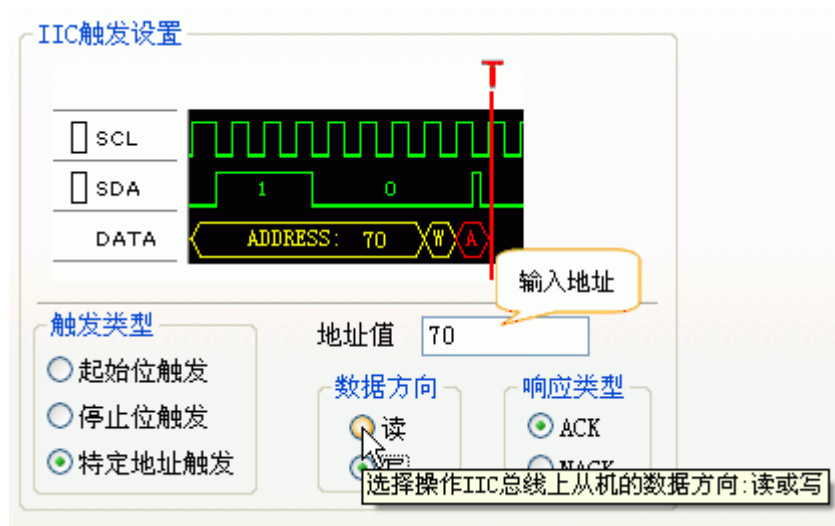 IIC触发设置
T
SCL
SDA
1 0
DATA
ADDRESS: 70 W A
输入地址
触发类型
起始位触发
停止位触发
特定地址触发
地址值 70
数据方向
读
响应类型
ACK
选择操作IIC总线上从机的数据方向:读或写